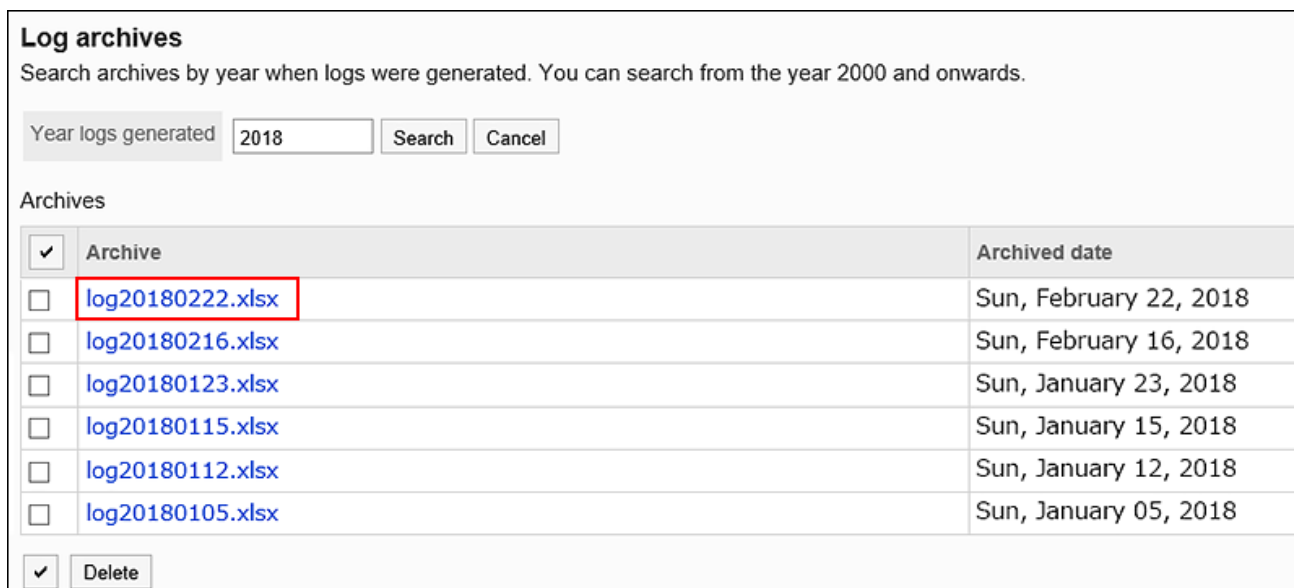 Log archives
Search archives by year when logs were generated. You can search from the year 2000 and onwards.
Year logs generated 2018 Search Cancel
Archives
Archive Archived date
log20180222.xlsx Sun, February 22, 2018
log20180216.xlsx Sun, February 16, 2018
log20180123.xlsx Sun, January 23, 2018
log20180115.xlsx Sun, January 15, 2018
log20180112.xlsx Sun, January 12, 2018
log20180105.xlsx Sun, January 05, 2018
Delete